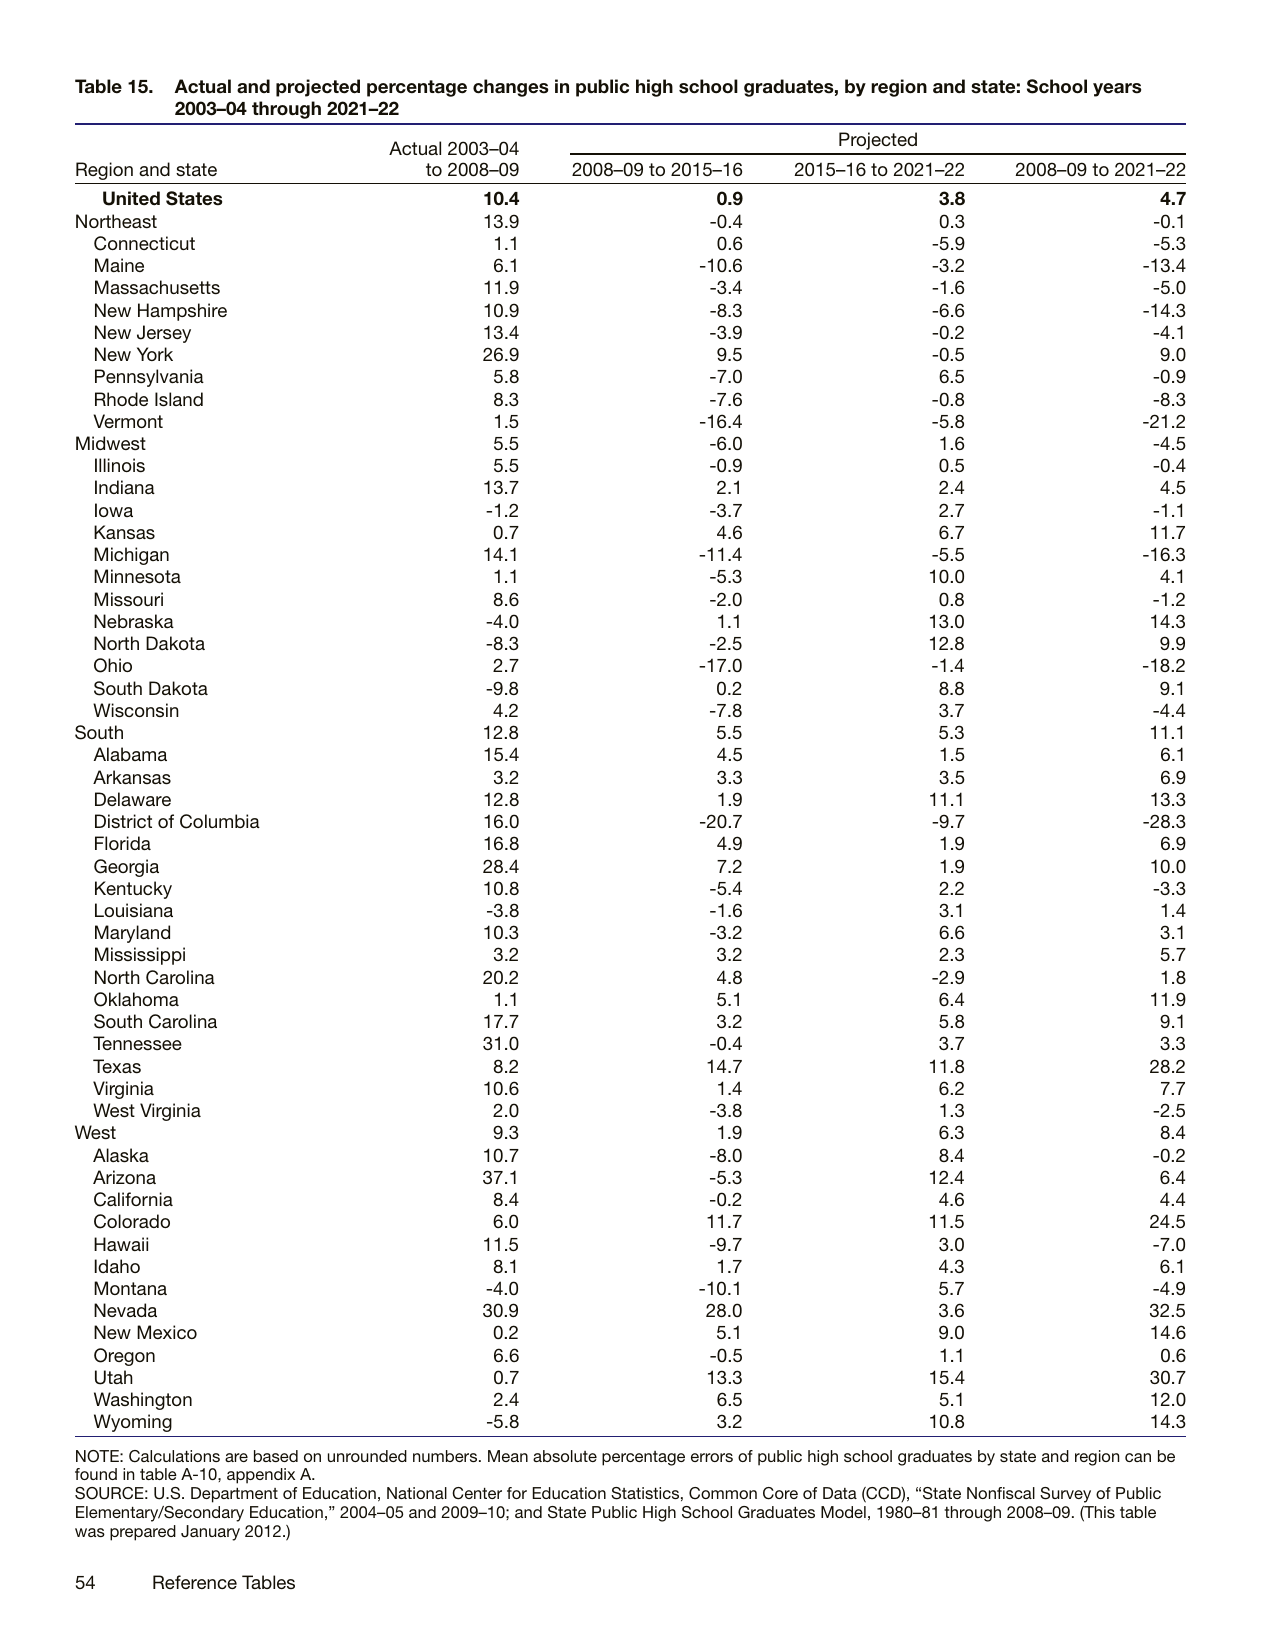 Table 15. Actual and projected percentage changes in public high school graduates, by region and state: School years
2003–04 through 2021–22
Projected
Actual 2003–04
Region and state to 2008–09 2008–09 to 2015–16 2015–16 to 2021–22 2008–09 to 2021–22
United States 10.4 0.9 3.8 4.7
Northeast 13.9 -0.4 0.3 -0.1
Connecticut 1.1 0.6 -5.9 -5.3
Maine 6.1 -10.6 -3.2 -13.4
Massachusetts 11.9 -3.4 -1.6 -5.0
New Hampshire 10.9 -8.3 -6.6 -14.3
New Jersey 13.4 -3.9 -0.2 -4.1
New York 26.9 9.5 -0.5 9.0
Pennsylvania 5.8 -7.0 6.5 -0.9
Rhode Island 8.3 -7.6 -0.8 -8.3
Vermont 1.5 -16.4 -5.8 -21.2
Midwest 5.5 -6.0 1.6 -4.5
Illinois 5.5 -0.9 0.5 -0.4
Indiana 13.7 2.1 2.4 4.5
Iowa -1.2 -3.7 2.7 -1.1
Kansas 0.7 4.6 6.7 11.7
Michigan 14.1 -11.4 -5.5 -16.3
Minnesota 1.1 -5.3 10.0 4.1
Missouri 8.6 -2.0 0.8 -1.2
Nebraska -4.0 1.1 13.0 14.3
North Dakota -8.3 -2.5 12.8 9.9
Ohio 2.7 -17.0 -1.4 -18.2
South Dakota -9.8 0.2 8.8 9.1
Wisconsin 4.2 -7.8 3.7 -4.4
South 12.8 5.5 5.3 11.1
Alabama 15.4 4.5 1.5 6.1
Arkansas 3.2 3.3 3.5 6.9
Delaware 12.8 1.9 11.1 13.3
District of Columbia 16.0 -20.7 -9.7 -28.3
Florida 16.8 4.9 1.9 6.9
Georgia 28.4 7.2 1.9 10.0
Kentucky 10.8 -5.4 2.2 -3.3
Louisiana -3.8 -1.6 3.1 1.4
Maryland 10.3 -3.2 6.6 3.1
Mississippi 3.2 3.2 2.3 5.7
North Carolina 20.2 4.8 -2.9 1.8
Oklahoma 1.1 5.1 6.4 11.9
South Carolina 17.7 3.2 5.8 9.1
Tennessee 31.0 -0.4 3.7 3.3
Texas 8.2 14.7 11.8 28.2
Virginia 10.6 1.4 6.2 7.7
West Virginia 2.0 -3.8 1.3 -2.5
West 9.3 1.9 6.3 8.4
Alaska 10.7 -8.0 8.4 -0.2
Arizona 37.1 -5.3 12.4 6.4
California 8.4 -0.2 4.6 4.4
Colorado 6.0 11.7 11.5 24.5
Hawaii 11.5 -9.7 3.0 -7.0
Idaho 8.1 1.7 4.3 6.1
Montana -4.0 -10.1 5.7 -4.9
Nevada 30.9 28.0 3.6 32.5
New Mexico 0.2 5.1 9.0 14.6
Oregon 6.6 -0.5 1.1 0.6
Utah 0.7 13.3 15.4 30.7
Washington 2.4 6.5 5.1 12.0
Wyoming -5.8 3.2 10.8 14.3
NOTE: Calculations are based on unrounded numbers. Mean absolute percentage errors of public high school graduates by state and region can be
found in table A-10, appendix A.
SOURCE: U.S. Department of Education, National Center for Education Statistics, Common Core of Data (CCD), “State Nonfiscal Survey of Public
Elementary/Secondary Education,” 2004–05 and 2009–10; and State Public High School Graduates Model, 1980–81 through 2008–09. (This table
was prepared January 2012.)
54 Reference Tables